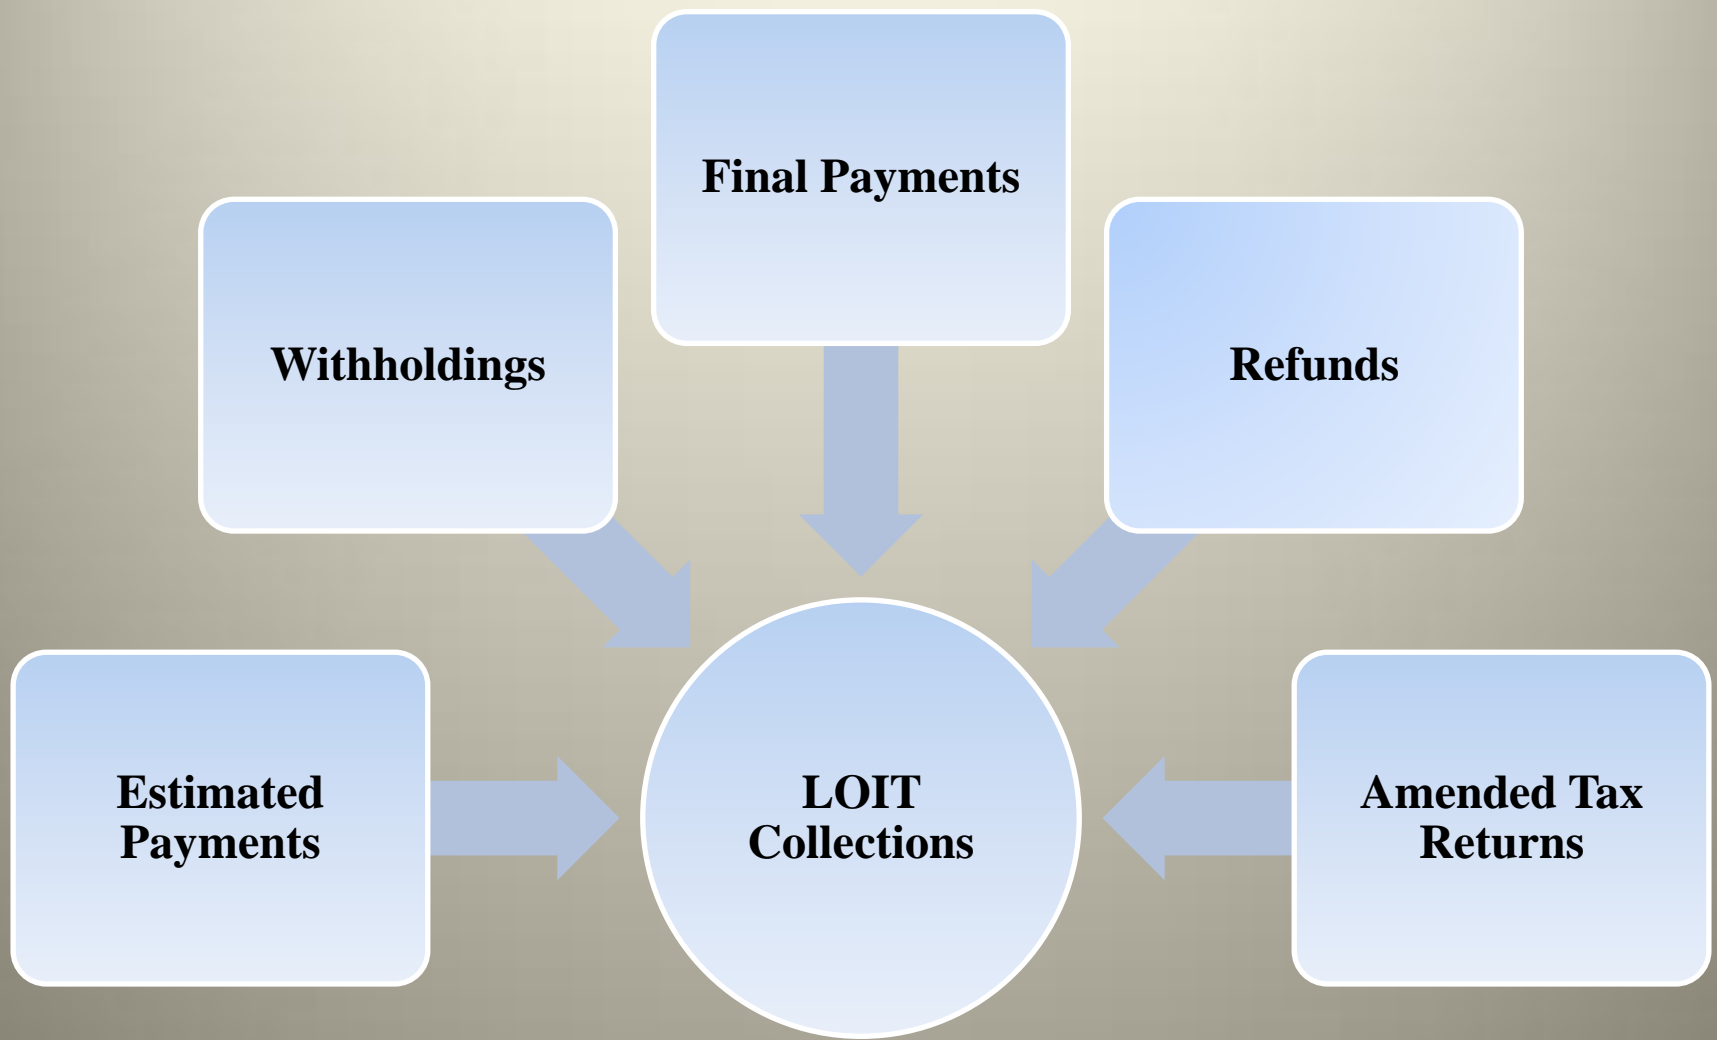 Final Payments
Withholdings
Refunds
Estimated
Payments
LOIT
Collections
Amended Tax
Returns